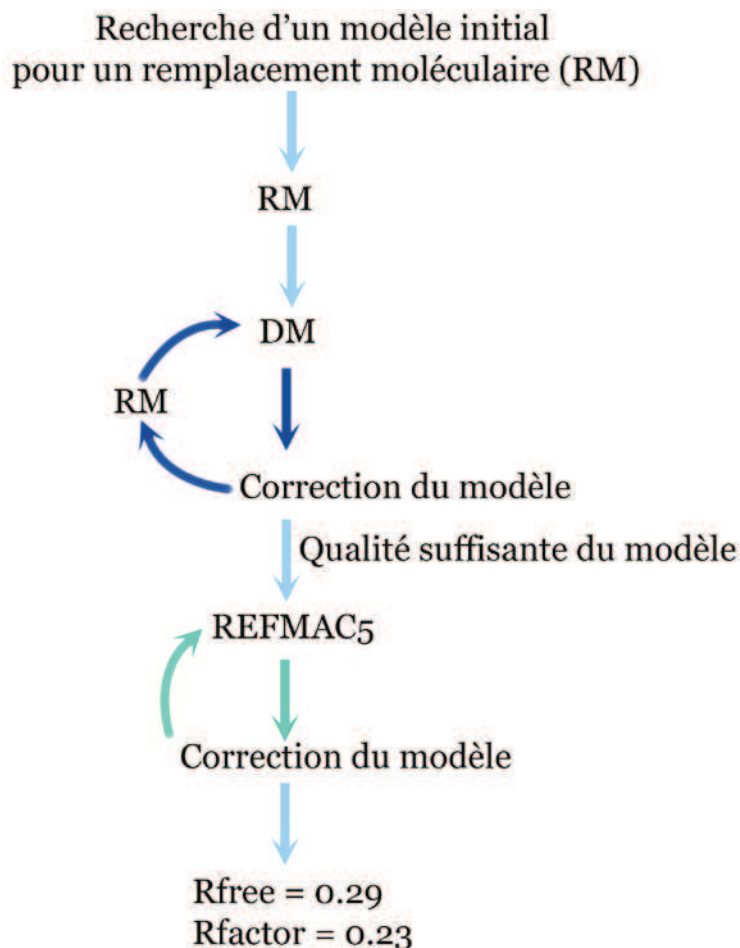 Recherche d'un modèle initial
pour un remplacement moléculaire (RM)
RM
DM
RM
Correction du modèle
Qualité suffisante du modèle
REFMAC5
Correction du modèle
Rfree = 0.29
Rfactor = 0.23